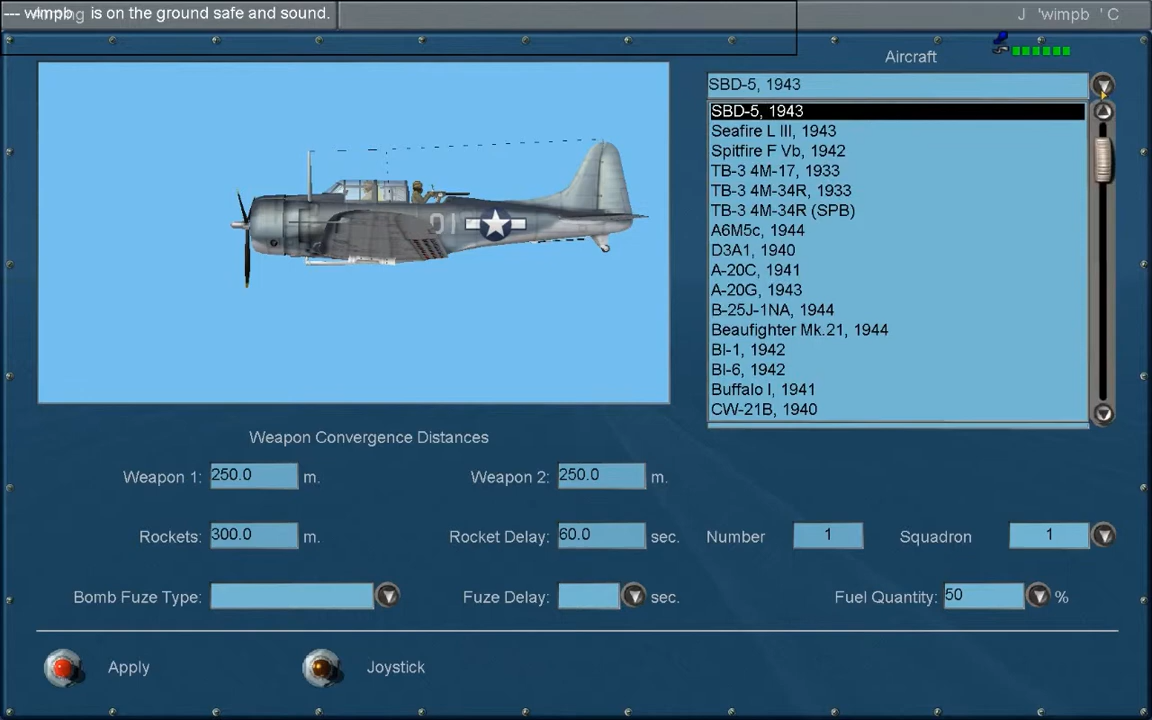 --- wimpb is on the ground safe and sound.
J 'wimpb ' C
Aircraft
SBD-5, 1943
SBD-5, 1943
Seafire L III, 1943
Spitfire F Vb, 1942
TB-3 4M-17, 1933
TB-3 4M-34R, 1933
TB-3 4M-34R (SPB)
A6M5c, 1944
D3A1, 1940
A-20C, 1941
A-20G, 1943
B-25J-1NA, 1944
Beaufighter Mk.21, 1944
BI-1, 1942
BI-6, 1942
Buffalo I, 1941
CW-21B, 1940
01
Weapon Convergence Distances
Weapon 1: 250.0 m. Weapon 2: 250.0 m.
Rockets: 300.0 m. Rocket Delay: 60.0 sec. Number 1 Squadron 1
Bomb Fuze Type: Fuze Delay: sec. Fuel Quantity: 50 %
Apply Joystick